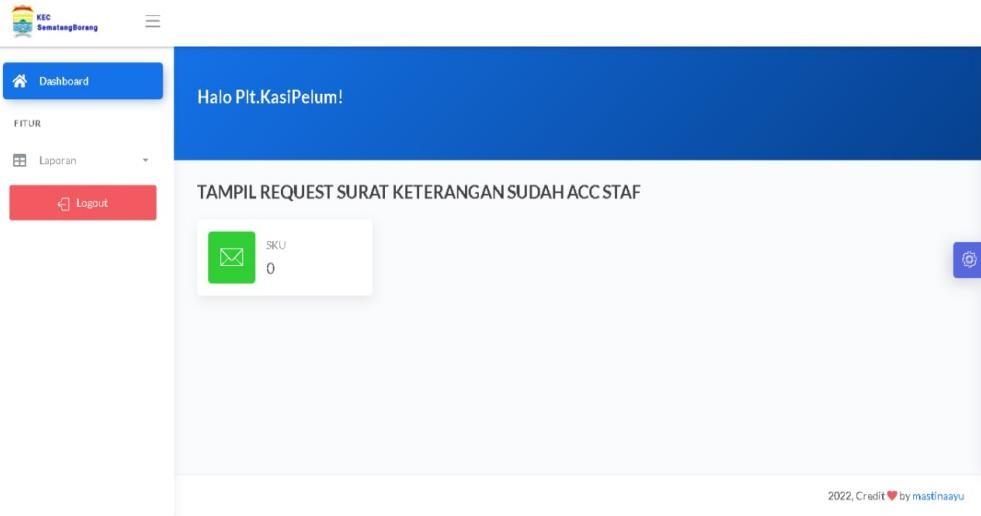 KEC
SematangBorang
Dashboard
FITUR
Laporan
Logout
Halo Plt.KasiPelum!
TAMPIL REQUEST SURAT KETERANGAN SUDAH ACC STAF
SKU
0
2022, Credit ❤ by mastinaayu